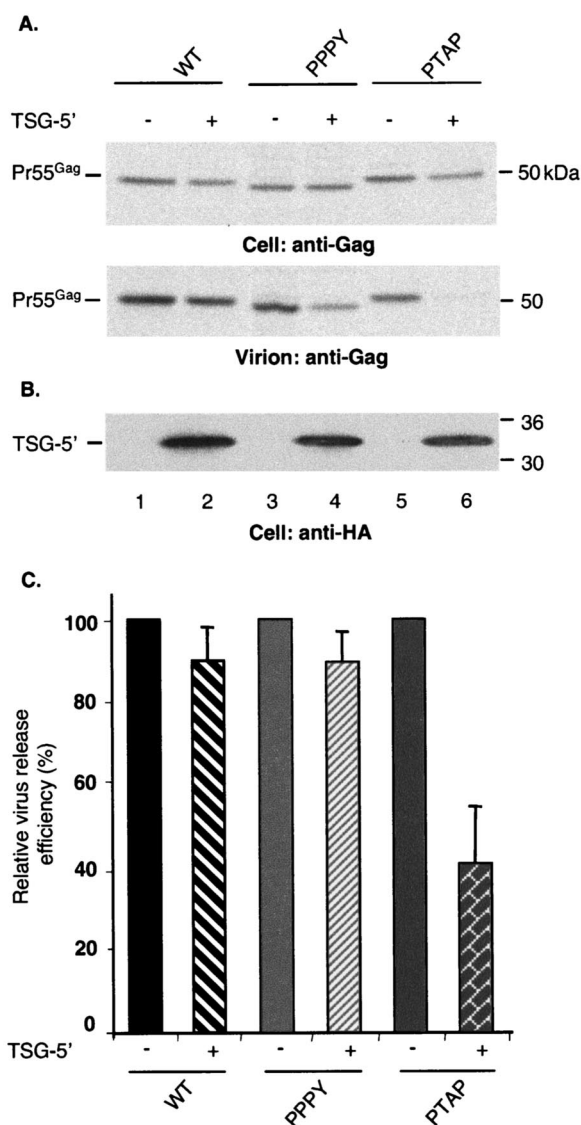 A.
WT PPPY PTAP
TSG-5' - + - + - +
Pr55Gag 50 kDa
Cell: anti-Gag
Pr55Gag 50
Virion: anti-Gag
B.
TSG-5' 36
30
1 2 3 4 5 6
Cell: anti-HA
C.
Relative virus release
efficiency (%)
100
80
60
40
20
0
TSG-5' - + - + - +
WT PPPY PTAP